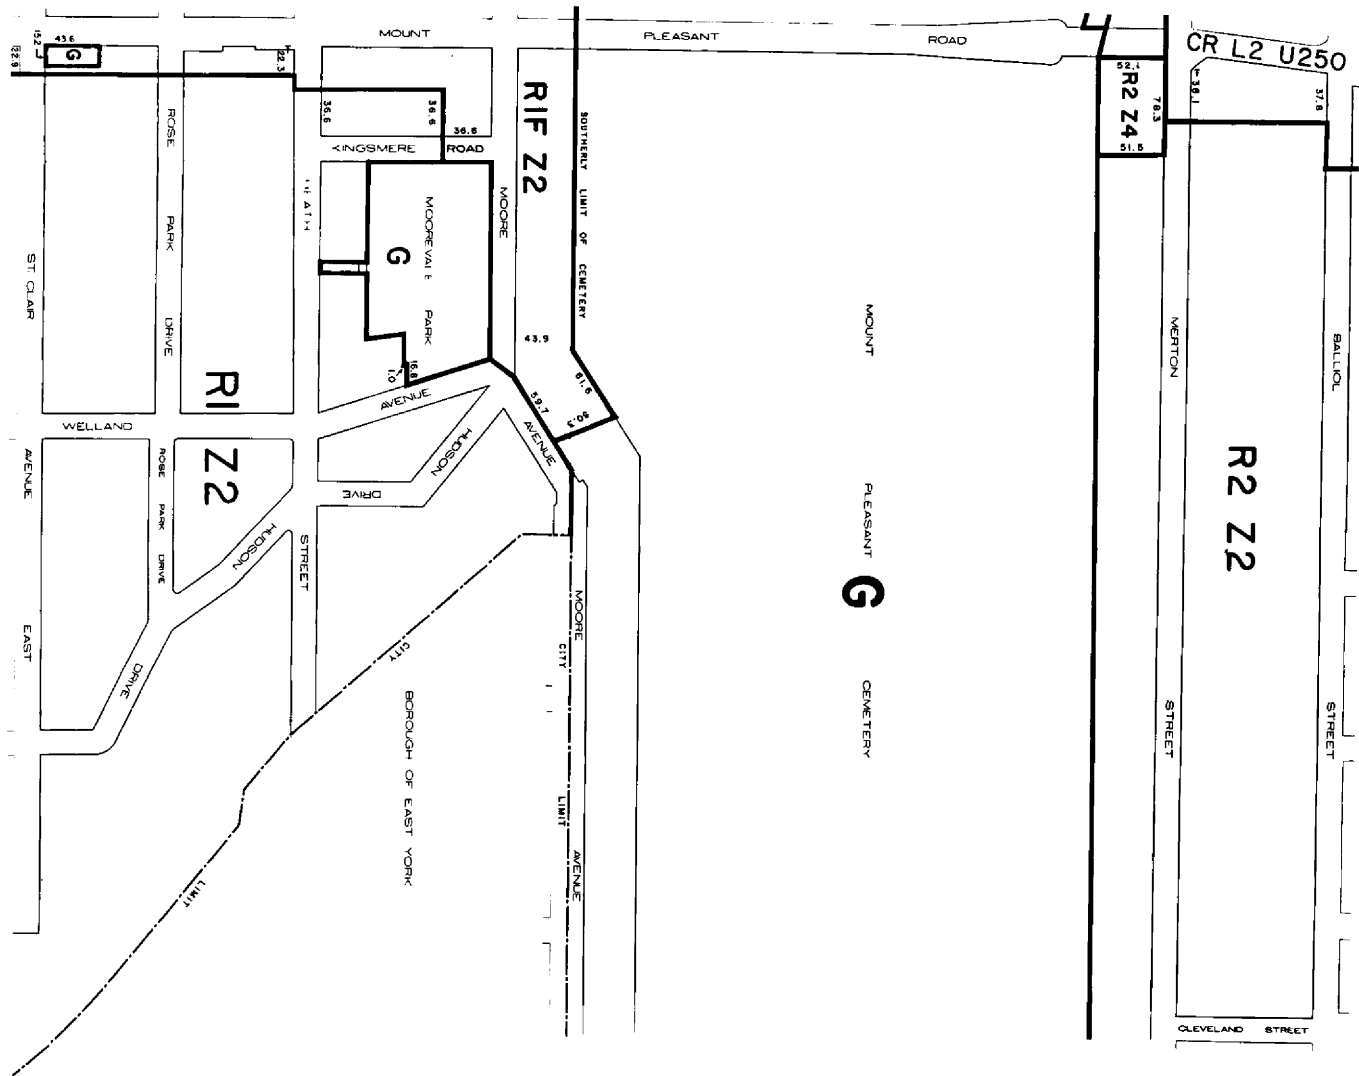 MOUNT
PLEASANT
ROAD
CR L2 U250
43.6
15.2
22.9
G
22.3
36.6
36.6
36.6
KINGSMERE ROAD
R1F Z2
SOUTHERLY LIMIT OF CEMETERY
52.1
R2 Z4
78.3
51.5
38.1
37.8
ROSE PARK DRIVE
HEATH
MOOREVALE PARK
G
MOORE
ST. CLAIR
43.9
61.6
59.7
50.3
16.8
1.0
AVENUE
AVENUE
MOUNT PLEASANT CEMETERY
G
MERTON
BALLIOL
R1 Z2
WELLAND
AVENUE
ROSE PARK DRIVE
HUDSON
DRIVE
HUDSON
STREET
R2 Z2
EAST
DRIVE
CITY
LIMIT
BOROUGH OF EAST YORK
MOORE
CITY
LIMIT
AVENUE
STREET
STREET
CLEVELAND STREET